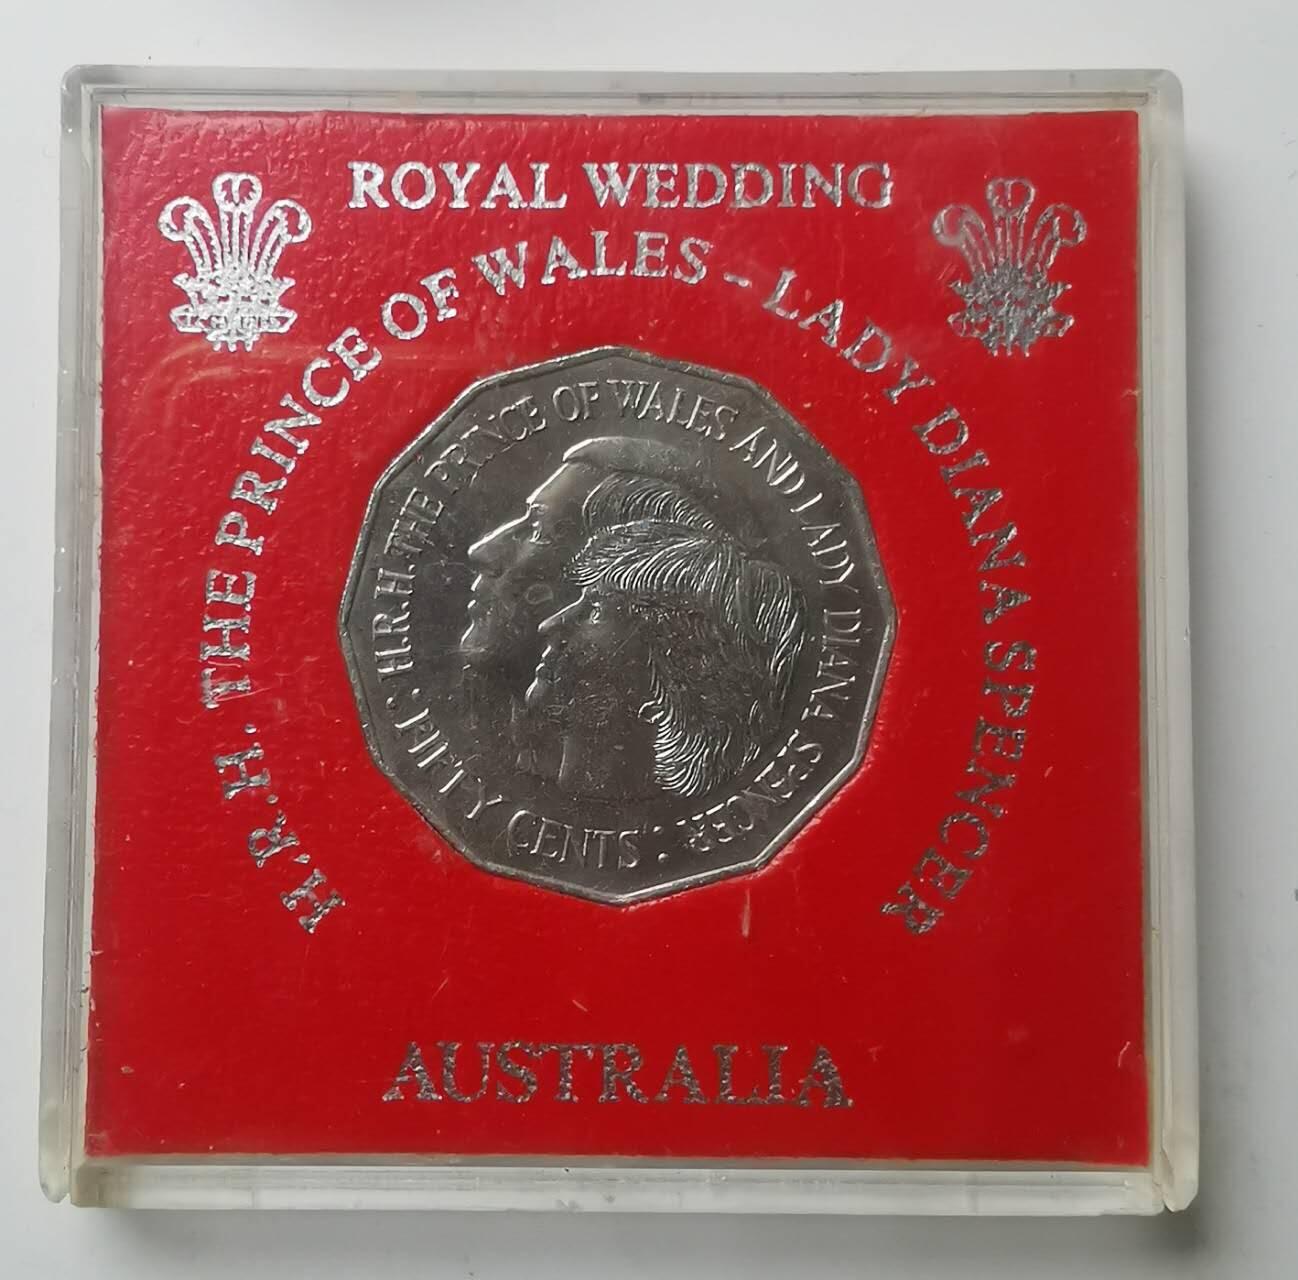 ROYAL WEDDING
H.R.H. THE PRINCE OF WALES - LADY DIANA SPENCER
H.R.H. THE PRINCE OF WALES AND LADY DIANA SPENCER
FIFTY CENTS
AUSTRALIA